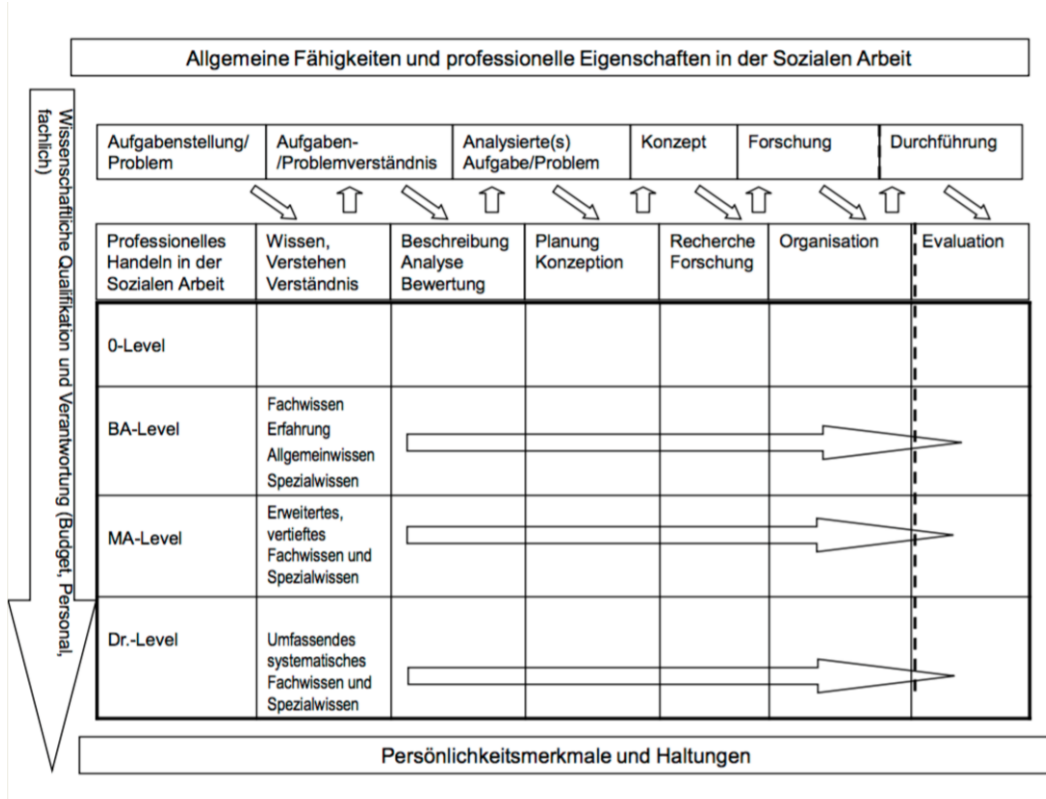 Allgemeine Fähigkeiten und professionelle Eigenschaften in der Sozialen Arbeit
Wissenschaftliche Qualifikation und Verantwortung (Budget, Personal,
fachlich)
Aufgabenstellung/
Problem
Aufgaben-
/Problemverständnis
Analysierte(s)
Aufgabe/Problem
Konzept
Forschung
Durchführung
Professionelles
Handeln in der
Sozialen Arbeit
Wissen,
Verstehen
Verständnis
Beschreibung
Analyse
Bewertung
Planung
Konzeption
Recherche
Forschung
Organisation
Evaluation
0-Level
BA-Level
Fachwissen
Erfahrung
Allgemeinwissen
Spezialwissen
MA-Level
Erweitertes,
vertieftes
Fachwissen und
Spezialwissen
Dr.-Level
Umfassendes
systematisches
Fachwissen und
Spezialwissen
Persönlichkeitsmerkmale und Haltungen